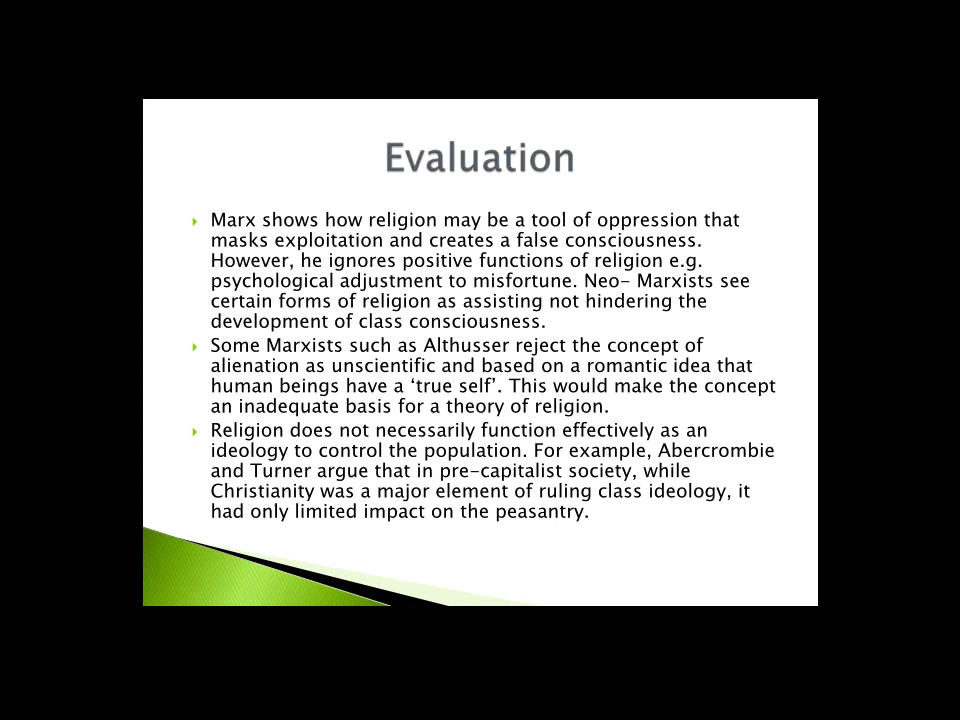 Evaluation
Marx shows how religion may be a tool of oppression that
masks exploitation and creates a false consciousness.
However, he ignores positive functions of religion e.g.
psychological adjustment to misfortune. Neo- Marxists see
certain forms of religion as assisting not hindering the
development of class consciousness.
Some Marxists such as Althusser reject the concept of
alienation as unscientific and based on a romantic idea that
human beings have a ‘true self’. This would make the concept
an inadequate basis for a theory of religion.
Religion does not necessarily function effectively as an
ideology to control the population. For example, Abercrombie
and Turner argue that in pre-capitalist society, while
Christianity was a major element of ruling class ideology, it
had only limited impact on the peasantry.